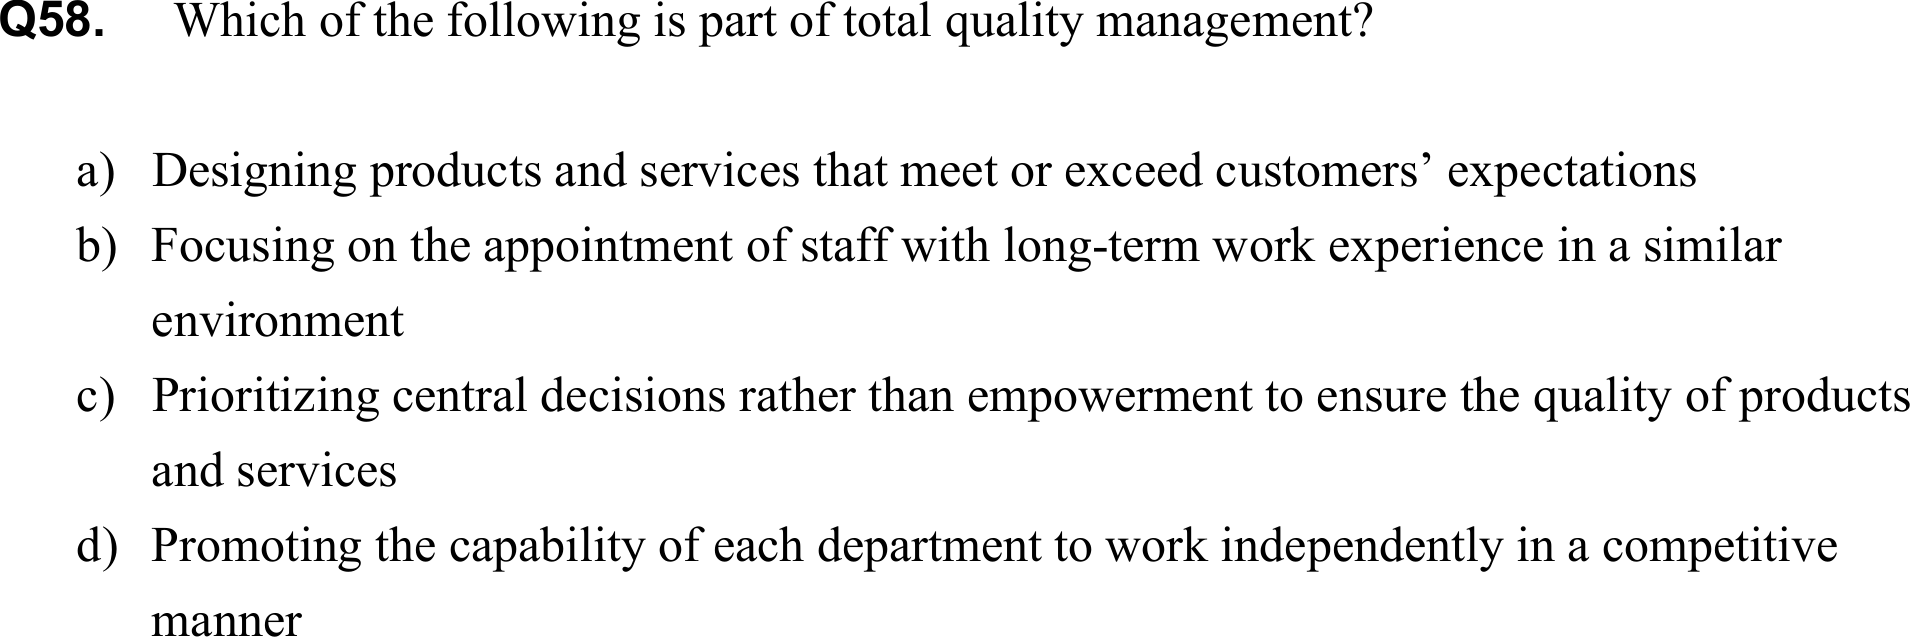 Q58. Which of the following is part of total quality management?
a) Designing products and services that meet or exceed customers’ expectations
b) Focusing on the appointment of staff with long-term work experience in a similar
environment
c) Prioritizing central decisions rather than empowerment to ensure the quality of products
and services
d) Promoting the capability of each department to work independently in a competitive
manner